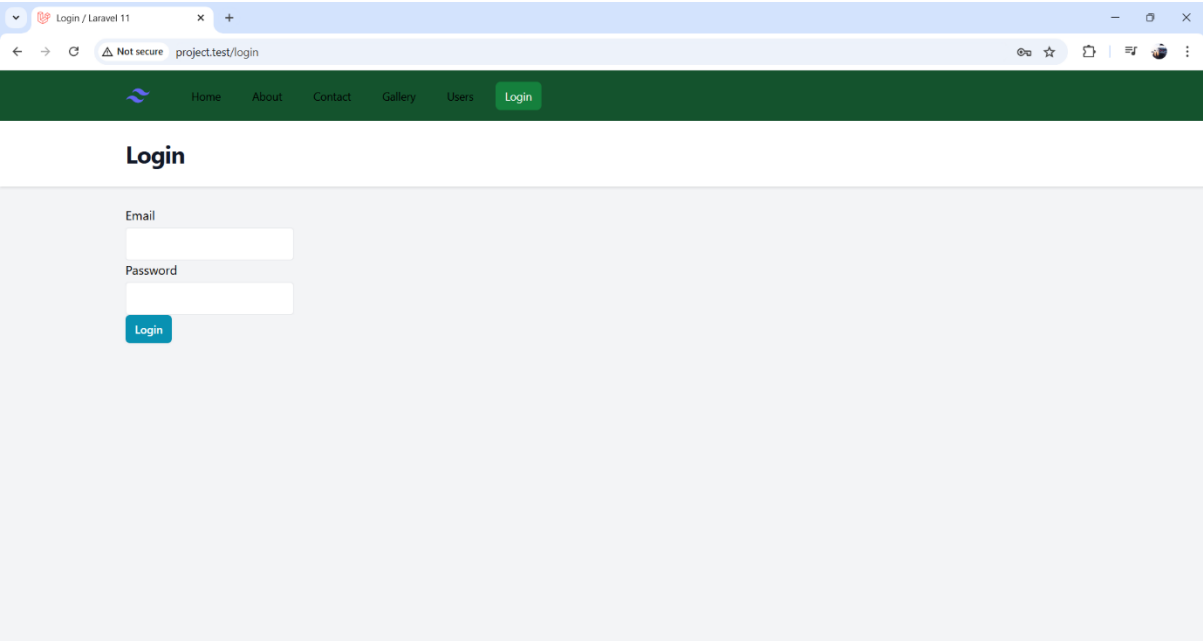 Login / Laravel 11
Not secure project.test/login
Home About Contact Gallery Users Login
Login
Email
Password
Login